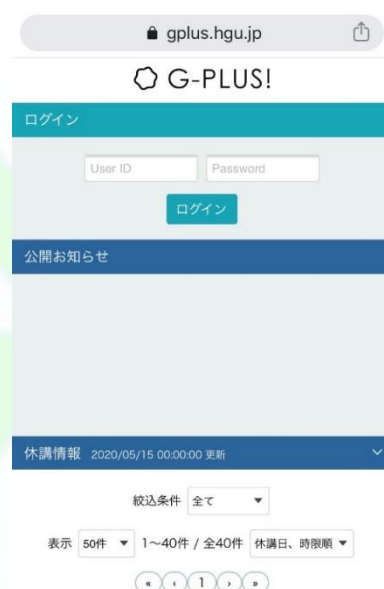 gplus.hgu.jp
G-PLUS!
ログイン
User ID Password
ログイン
公開お知らせ
休講情報 2020/05/15 00:00:00 更新
絞込条件 全て
表示 50件 1～40件 / 全40件 休講日、時限順
« ‹ 1 › »